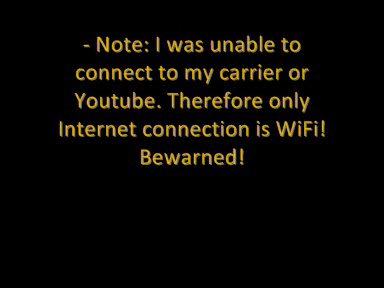 - Note: I was unable to
connect to my carrier or
Youtube. Therefore only
Internet connection is WiFi!
Bewarned!